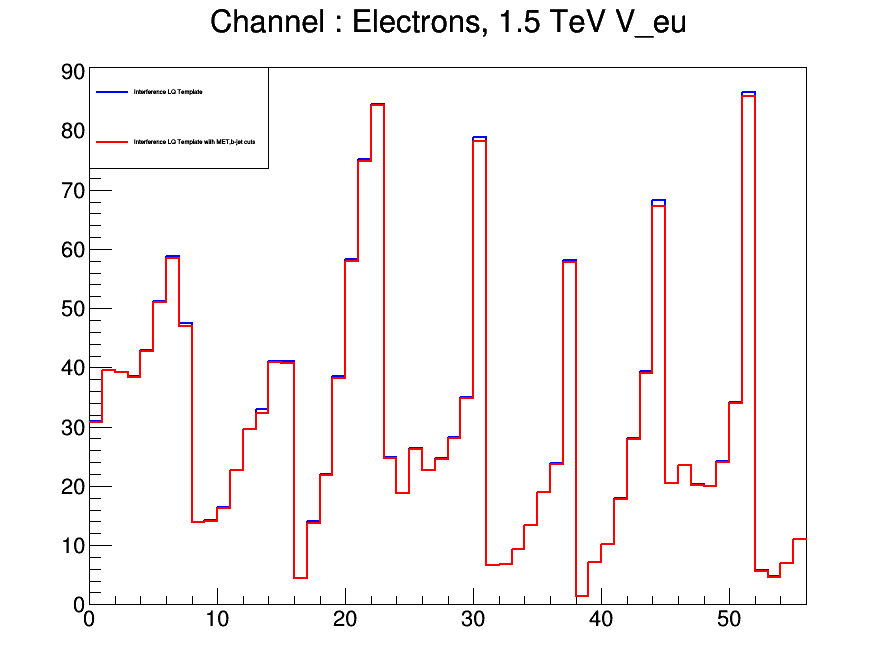 Channel : Electrons, 1.5 TeV V_eu
90
Interference LQ Template
80
Interference LQ Template with MET,b-jet cuts
70
60
50
40
30
20
10
0
0 10 20 30 40 50